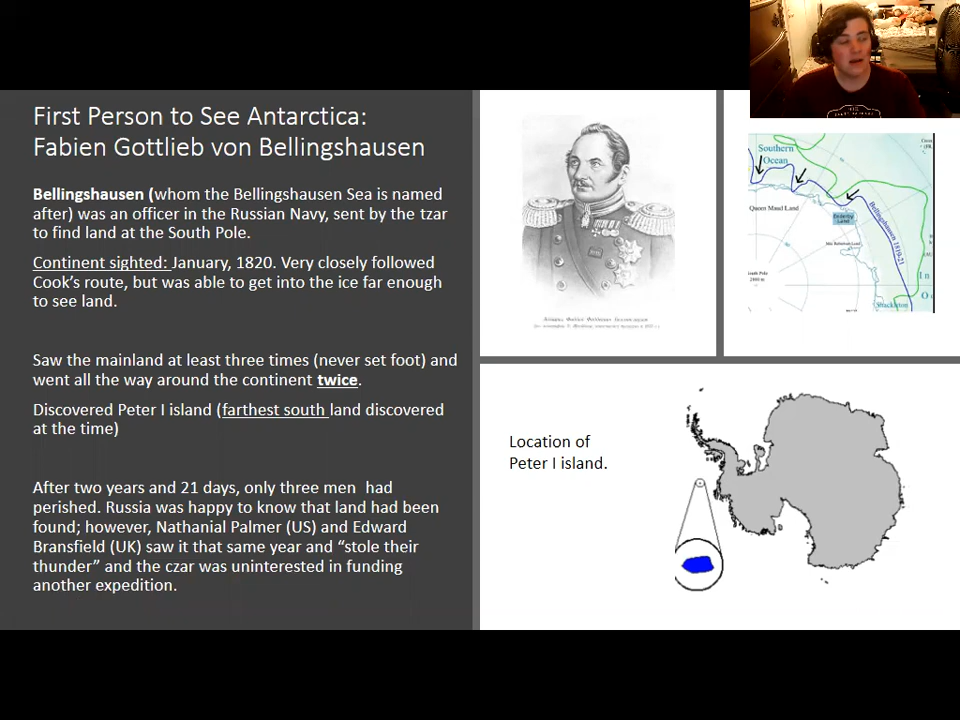 First Person to See Antarctica:
Fabien Gottlieb von Bellingshausen
Bellingshausen (whom the Bellingshausen Sea is named
after) was an officer in the Russian Navy, sent by the tzar
to find land at the South Pole.
Continent sighted: January, 1820. Very closely followed
Cook's route, but was able to get into the ice far enough
to see land.
Saw the mainland at least three times (never set foot) and
went all the way around the continent twice.
Discovered Peter I island (farthest south land discovered
at the time)
After two years and 21 days, only three men had
perished. Russia was happy to know that land had been
found; however, Nathanial Palmer (US) and Edward
Bransfield (UK) saw it that same year and “stole their
thunder” and the czar was uninterested in funding
another expedition.
Southern
Ocean
Queen Maud Land
Enderby
Land
Bellingshausen 1819-21
Shackleton
Location of
Peter I island.